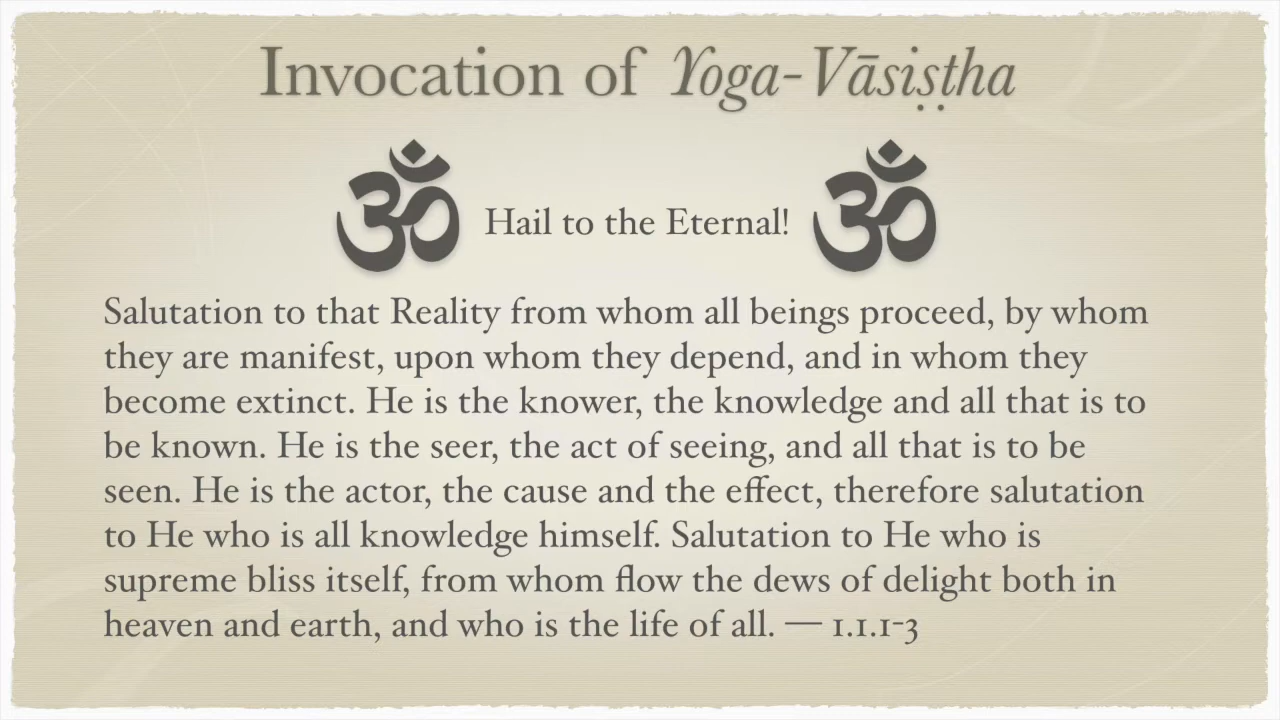 Invocation of Yoga-Vāsiṣṭha
ॐ Hail to the Eternal! ॐ
Salutation to that Reality from whom all beings proceed, by whom
they are manifest, upon whom they depend, and in whom they
become extinct. He is the knower, the knowledge and all that is to
be known. He is the seer, the act of seeing, and all that is to be
seen. He is the actor, the cause and the effect, therefore salutation
to He who is all knowledge himself. Salutation to He who is
supreme bliss itself, from whom flow the dews of delight both in
heaven and earth, and who is the life of all. — 1.1.1-3